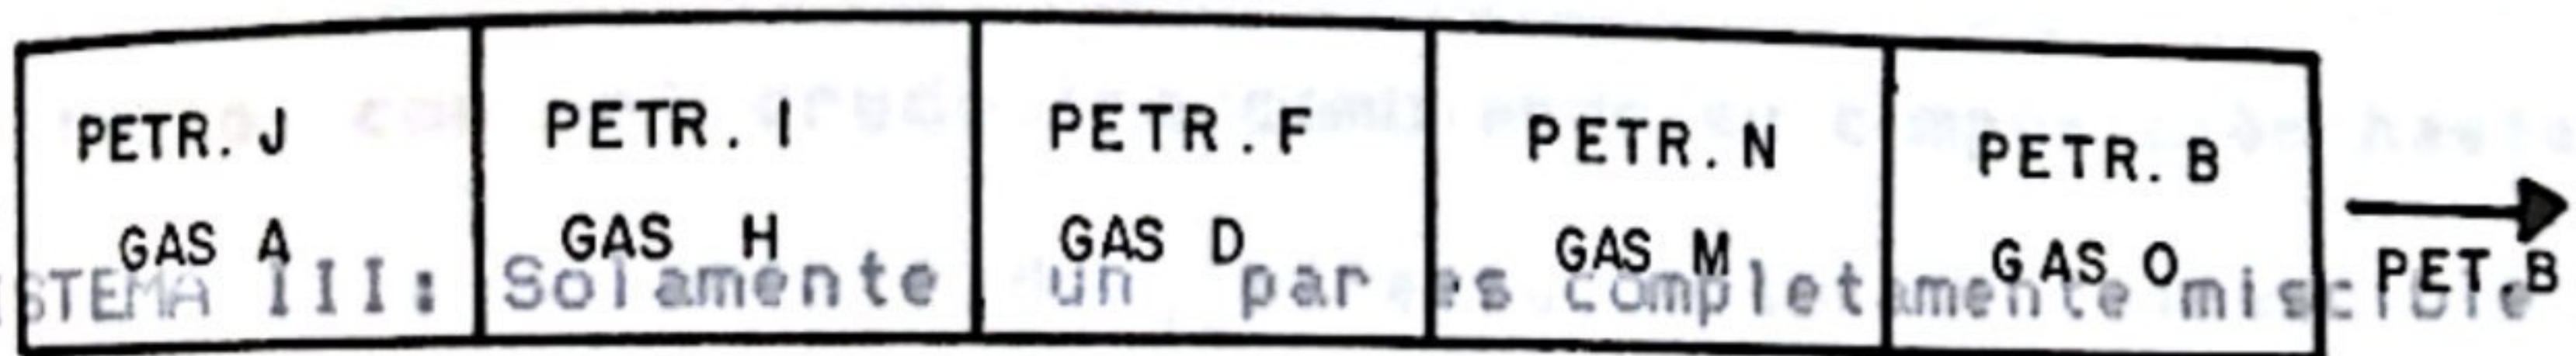 PETR. J PETR. I PETR. F PETR. N PETR. B
GAS A GAS H GAS D GAS M GAS O PET. B
STEMA III: Solamente un par es completamente miscible